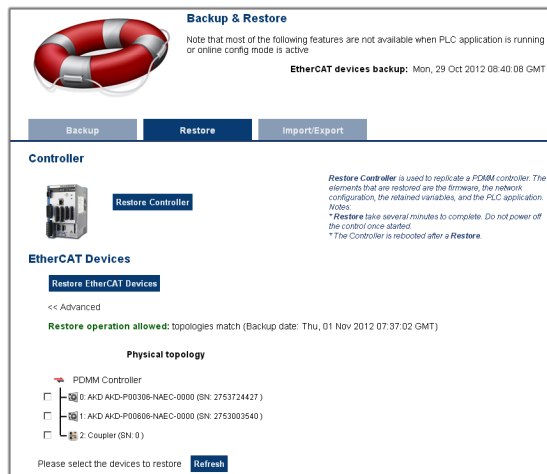 Backup & Restore
Note that most of the following features are not available when PLC application is running
or online config mode is active
EtherCAT devices backup: Mon, 29 Oct 2012 08:40:08 GMT
Backup
Restore
Import/Export
Controller
Restore Controller
Restore Controller is used to replicate a PDMM controller. The
elements that are restored are the firmware, the network
configuration, the retained variables, and the PLC application.
Notes:
* Restore take several minutes to complete. Do not power off
the control once started.
* The Controller is rebooted after a Restore.
EtherCAT Devices
Restore EtherCAT Devices
<< Advanced
Restore operation allowed: topologies match (Backup date: Thu, 01 Nov 2012 07:37:02 GMT)
Physical topology
PDMM Controller
0: AKD AKD-P00306-NAEC-0000 (SN: 2753724427 )
1: AKD AKD-P00606-NAEC-0000 (SN: 2753003540 )
2: Coupler (SN: 0 )
Please select the devices to restore Refresh